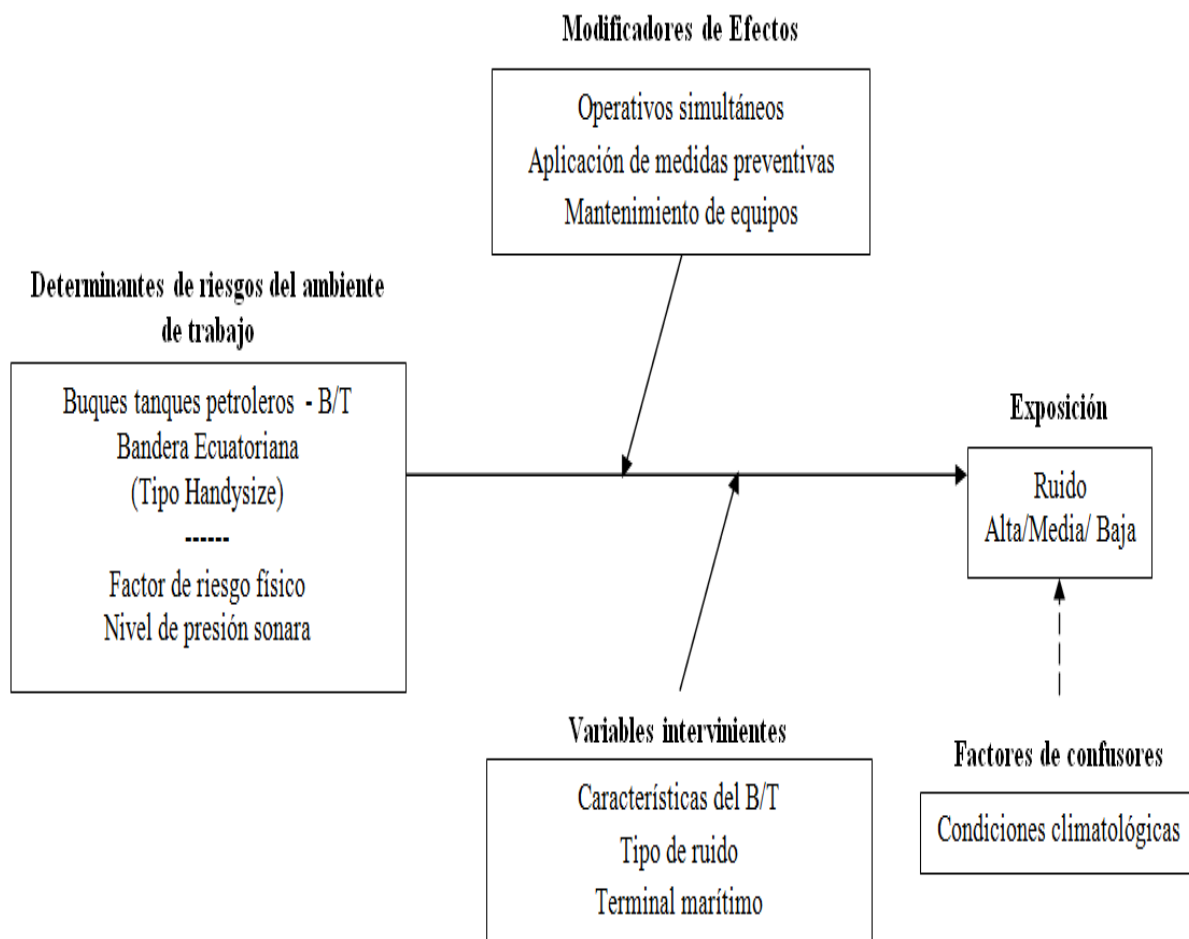 Modificadores de Efectos
Operativos simultáneos
Aplicación de medidas preventivas
Mantenimiento de equipos
Determinantes de riesgos del ambiente
de trabajo
Buques tanques petroleros - B/T
Bandera Ecuatoriana
(Tipo Handysize)
------
Factor de riesgo físico
Nivel de presión sonara
Exposición
Ruido
Alta/Media/ Baja
Variables intervinientes
Características del B/T
Tipo de ruido
Terminal marítimo
Factores de confusores
Condiciones climatológicas